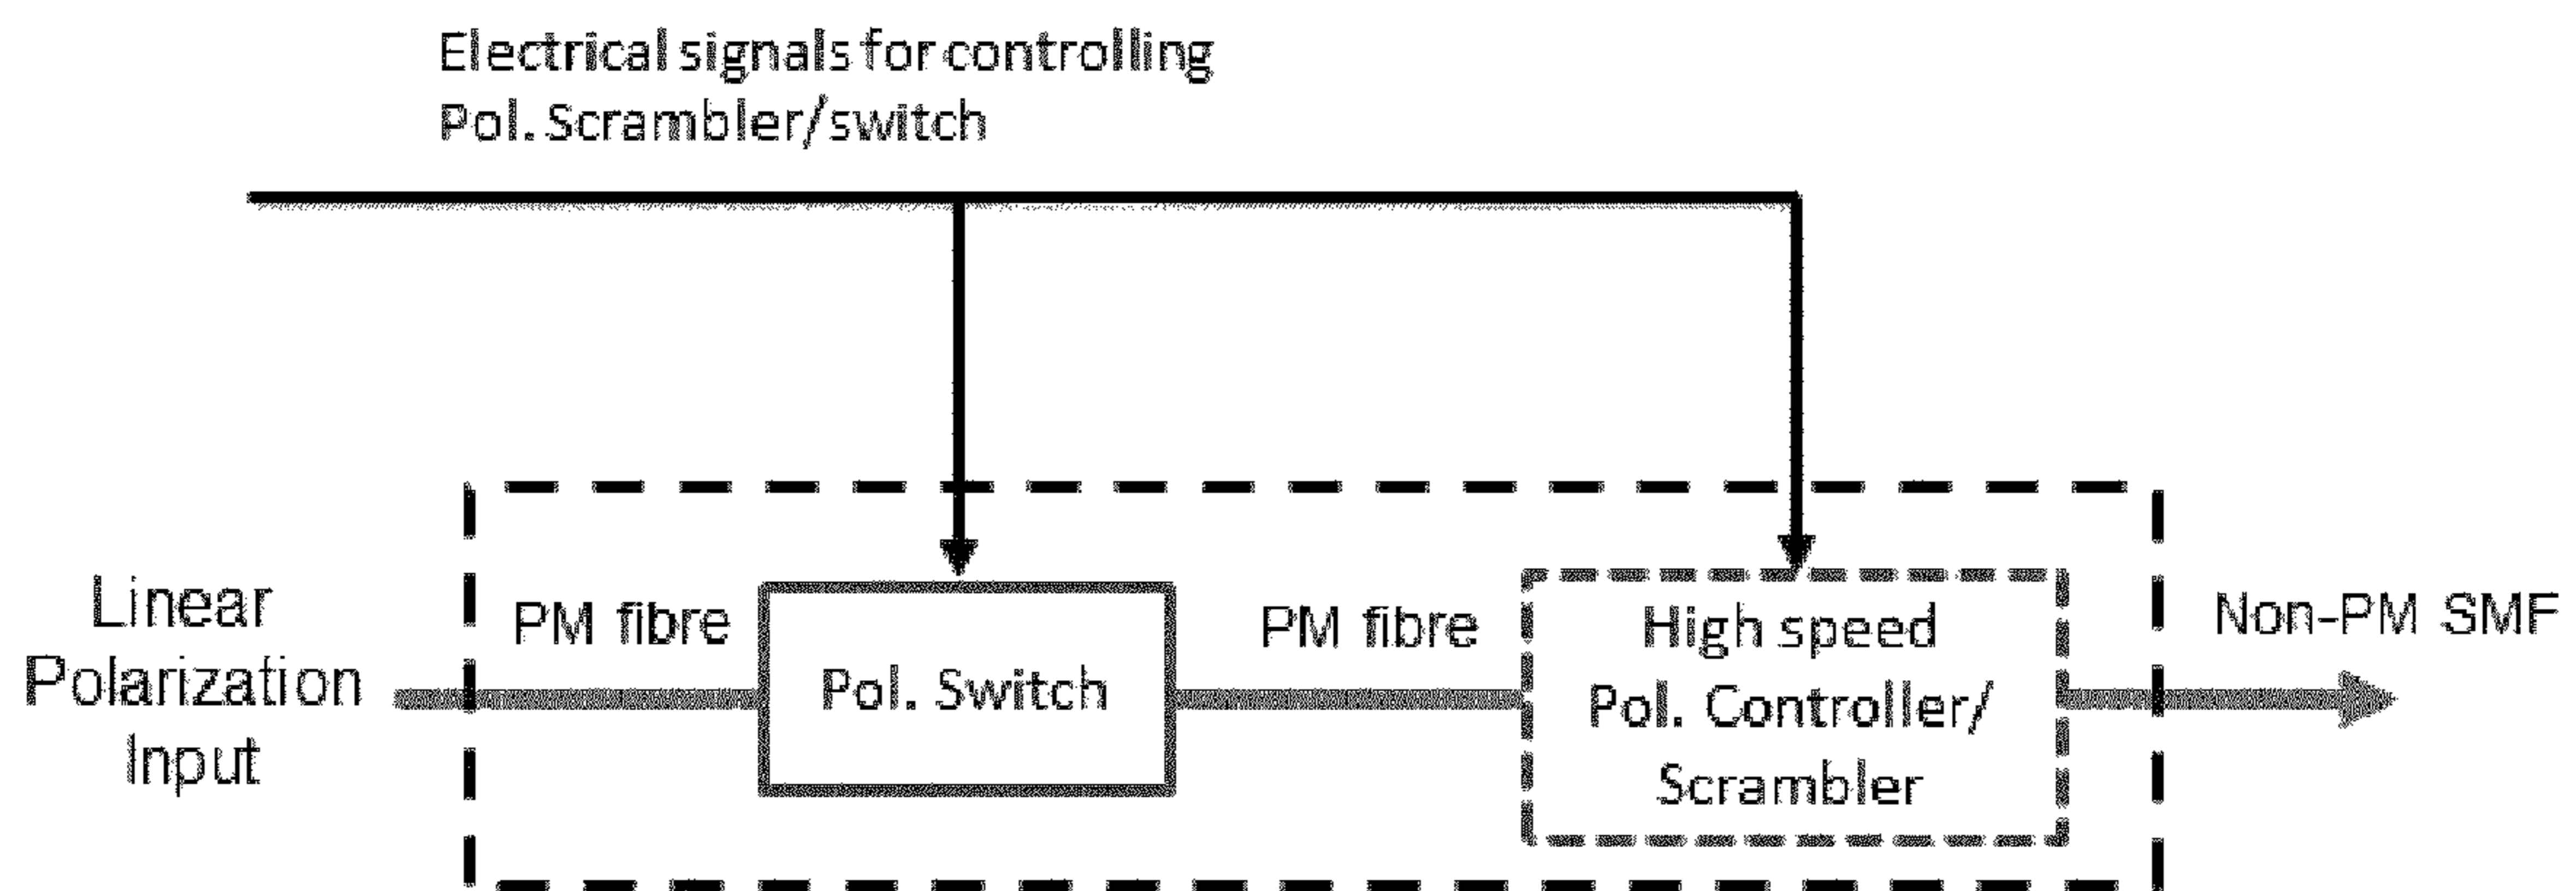 Electrical signals for controlling
Pol. Scrambler/switch
Linear
Polarization
Input
PM fibre
Pol. Switch
PM fibre
High speed
Pol. Controller/
Scrambler
Non-PM SMF